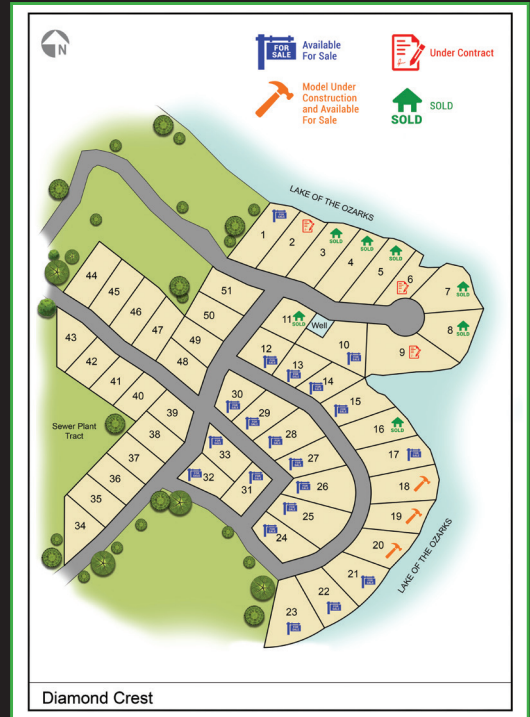 N
FOR
SALE
Available
For Sale
Under Contract
Model Under
Construction
and Available
For Sale
SOLD
SOLD
LAKE OF THE OZARKS
1
2
3
SOLD
4
SOLD
5
SOLD
6
7
SOLD
8
SOLD
9
10
11
SOLD
Well
12
13
14
15
16
SOLD
17
18
19
20
21
22
23
24
25
26
27
28
29
30
31
32
33
34
35
36
37
38
39
40
41
42
43
44
45
46
47
48
49
50
51
Sewer Plant
Tract
LAKE OF THE OZARKS
Diamond Crest